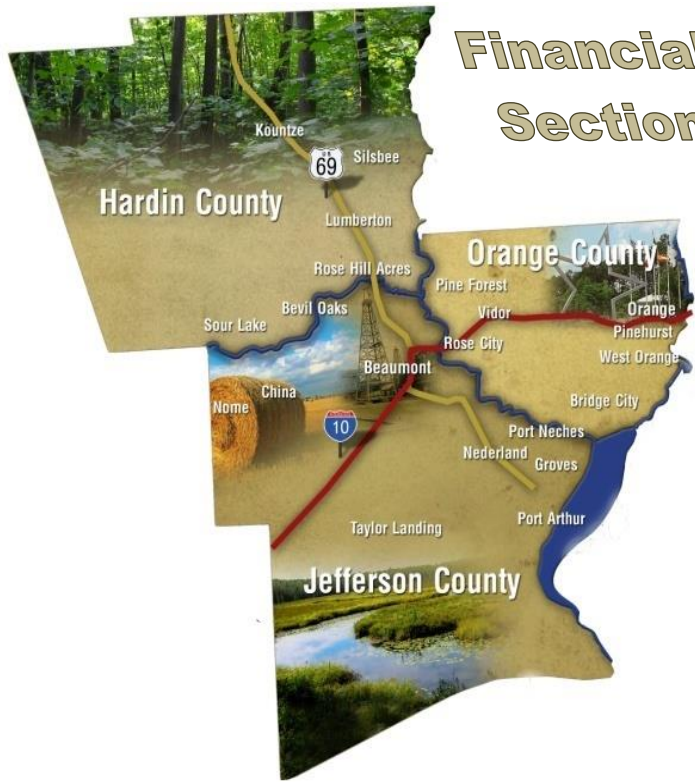 Financial
Section
Kountze
US
69
Silsbee
Hardin County
Lumberton
Orange County
Rose Hill Acres
Pine Forest
Bevil Oaks
Vidor
Orange
Sour Lake
Pinehurst
Rose City
West Orange
Beaumont
China
Nome
Bridge City
10
Port Neches
Nederland
Groves
Port Arthur
Taylor Landing
Jefferson County